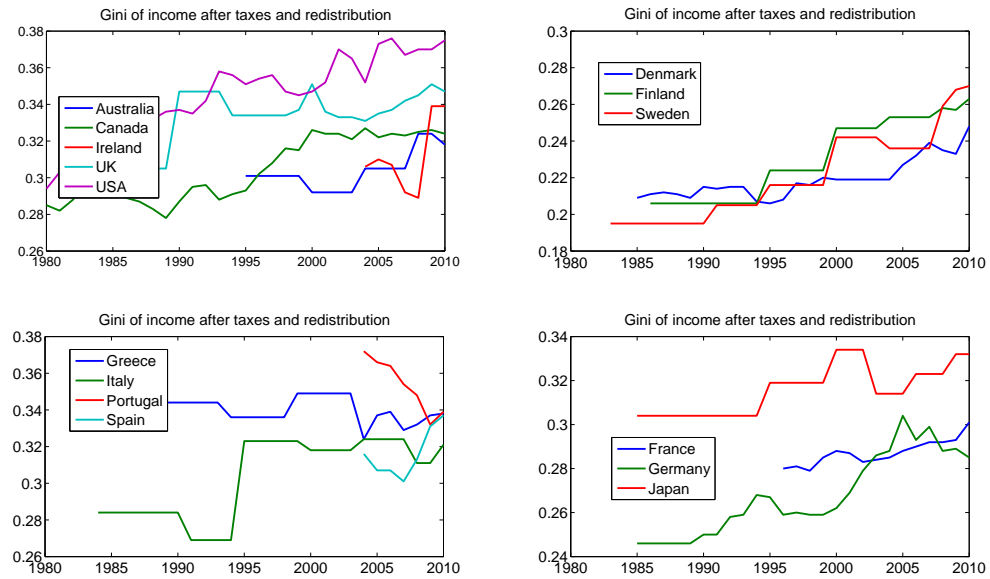 Gini of income after taxes and redistribution
0.38
0.36
0.34
0.32
0.3
0.28
0.26
Australia
Canada
Ireland
UK
USA
1980 1985 1990 1995 2000 2005 2010
Gini of income after taxes and redistribution
0.3
0.26
0.22
0.2
0.18
Denmark
Finland
Sweden
1980 1985 1990 1995 2000 2005 2010
Gini of income after taxes and redistribution
0.38
0.36
0.34
0.32
0.3
0.28
0.26
Greece
Italy
Portugal
Spain
1980 1985 1990 1995 2000 2005 2010
Gini of income after taxes and redistribution
0.34
0.32
0.3
0.28
0.26
0.24
France
Germany
Japan
1980 1985 1990 1995 2000 2005 2010